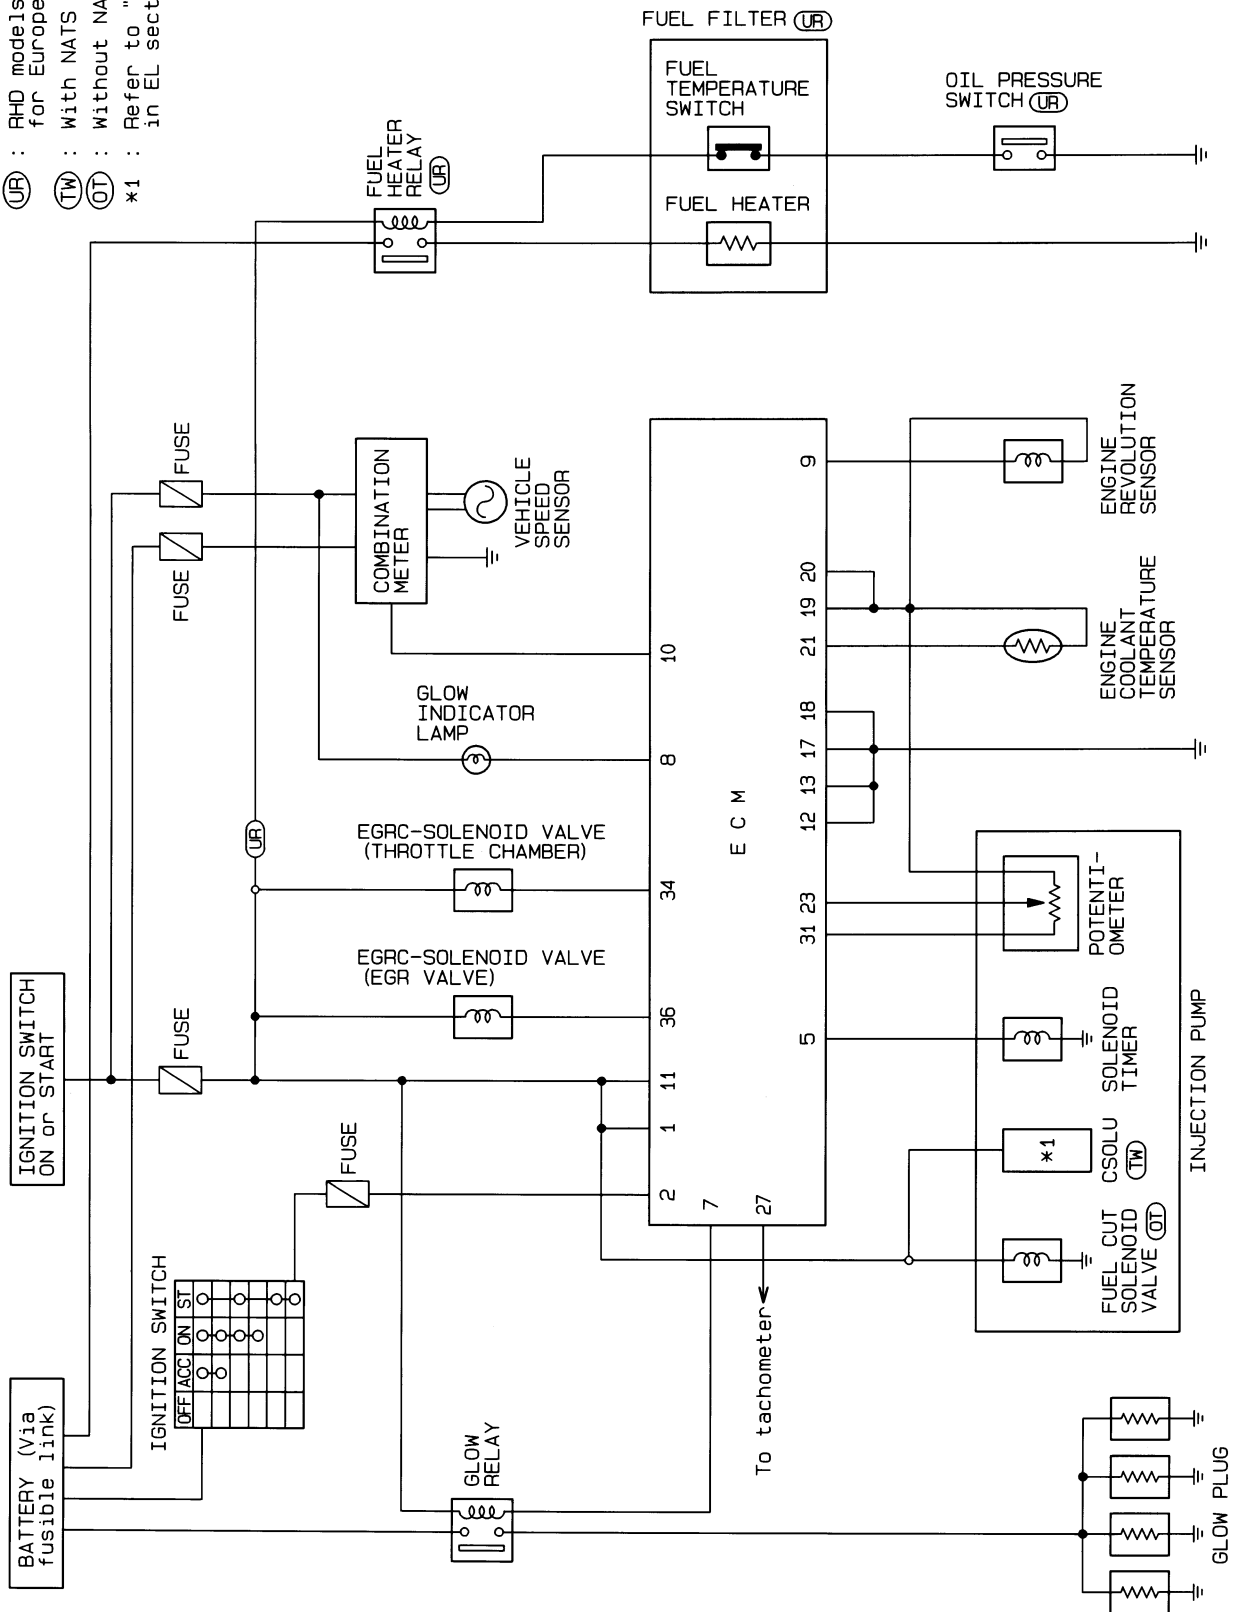 UR : RHD models
for Europe
TW : With NATS
OT : Without NA
*1 : Refer to "
in EL sect
FUEL FILTER UR
FUEL
TEMPERATURE
SWITCH
OIL PRESSURE
SWITCH UR
FUEL
HEATER
RELAY
UR
FUEL HEATER
FUSE
FUSE
COMBINATION
METER
VEHICLE
SPEED
SENSOR
ENGINE
REVOLUTION
SENSOR
9
20
19
21
18
17
13
12
23
31
5
10
8
34
36
11
1
2
7
27
E C M
ENGINE
COOLANT
TEMPERATURE
SENSOR
GLOW
INDICATOR
LAMP
UR
EGRC-SOLENOID VALVE
(THROTTLE CHAMBER)
EGRC-SOLENOID VALVE
(EGR VALVE)
POTENTI-
OMETER
IGNITION SWITCH
ON or START
FUSE
SOLENOID
TIMER
INJECTION PUMP
FUSE
*1
CSOLU
TW
FUEL CUT
SOLENOID
VALVE OT
IGNITION SWITCH
OFF ACC ON ST
To tachometer
BATTERY (Via
fusible link)
GLOW
RELAY
GLOW PLUG